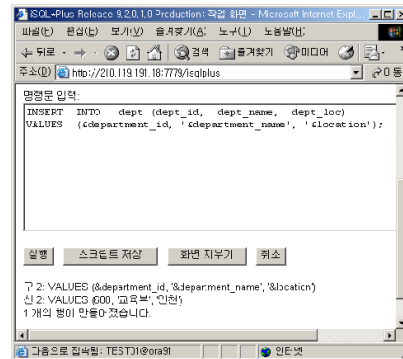 iSQL*Plus Release 9.2.0.1.0 Production: 작업 화면 - Microsoft Internet Expl...
파일(F) 편집(E) 보기(V) 즐겨찾기(A) 도구(T) 도움말(H)
뒤로 검색 즐겨찾기 미디어
주소(D) http://210.119.191.18:7779/isqlplus 이동
명령문 입력:
INSERT INTO dept (dept_id, dept_name, dept_loc)
VALUES (&department_id, '&department_name', '&location');
실행 스크립트 저장 화면 지우기 취소
구 2: VALUES (&department_id, '&department_name', '&location')
신 2: VALUES (600, '교육부', '인천')
1 개의 행이 만들어졌습니다.
다음으로 접속됨: TEST01@ora91 인터넷